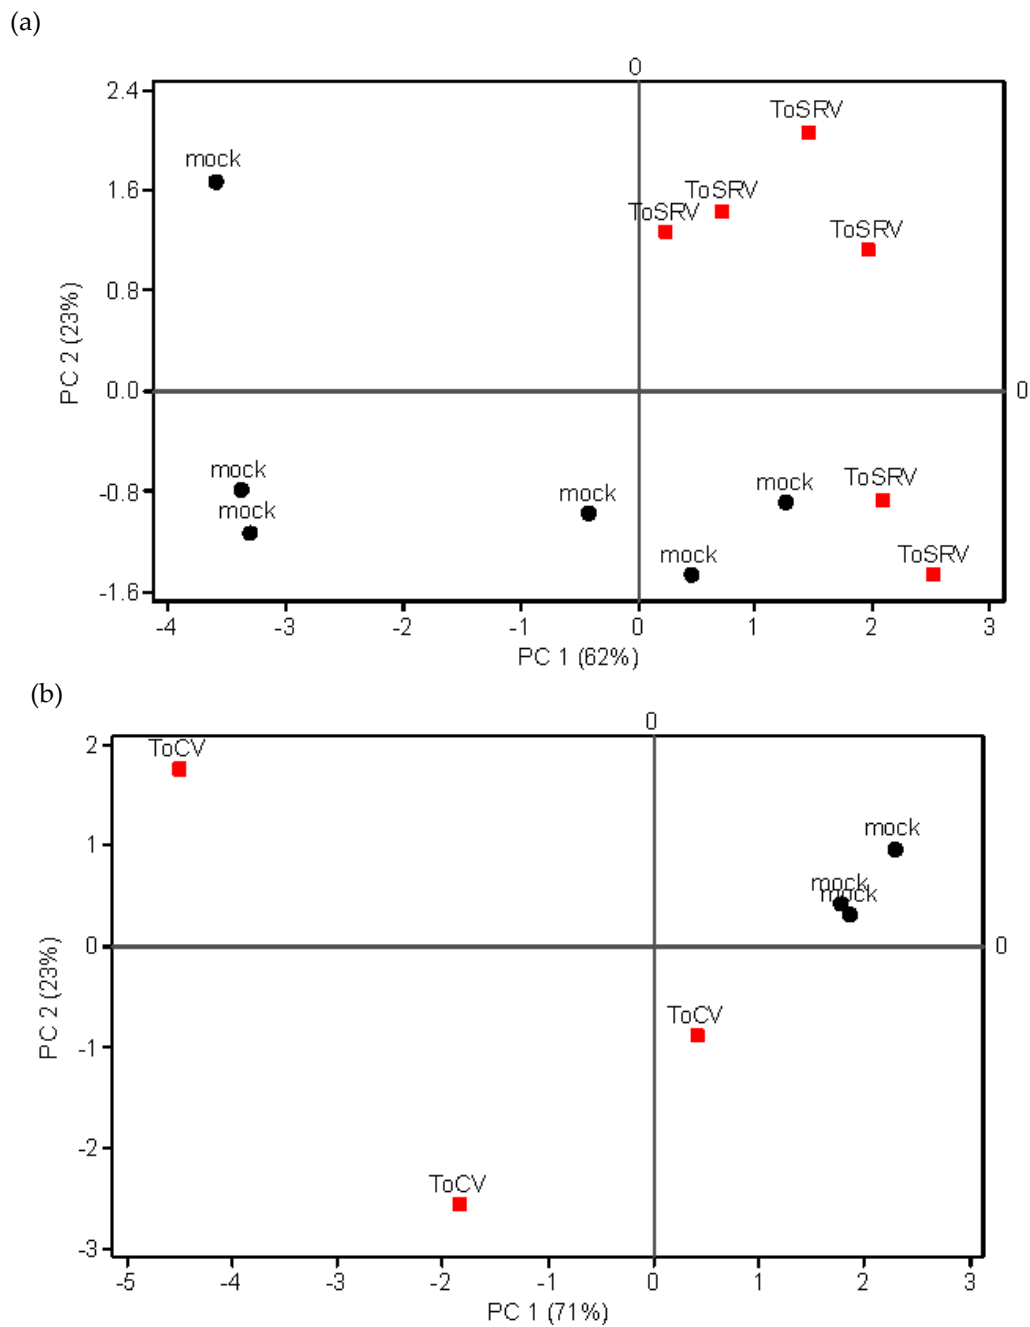 (a)
0
2.4
ToSRV
mock
1.6
ToSRV
ToSRV
ToSRV
0.8
PC 2 (23%)
0.0
0
mock
mock
-0.8
mock
mock
ToSRV
mock
ToSRV
-1.6
-4 -3 -2 -1 0 1 2 3
PC 1 (62%)
(b)
0
2
ToCV
1
mock
mock
mock
PC 2 (23%)
0
0
ToCV
-1
-2
ToCV
-3
-5 -4 -3 -2 -1 0 1 2 3
PC 1 (71%)